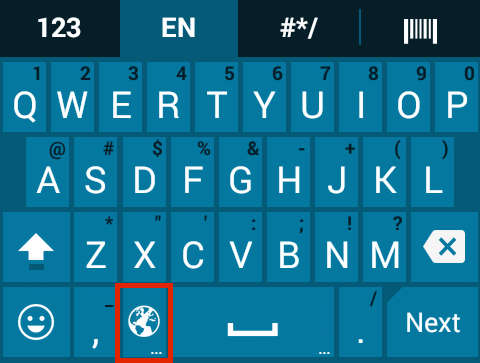 123 EN #*/
1 2 3 4 5 6 7 8 9 0
Q W E R T Y U I O P
@ # $ % & - + ( )
A S D F G H J K L
* " ' : ; ! ?
Z X C V B N M
_ /
, ... ... . Next